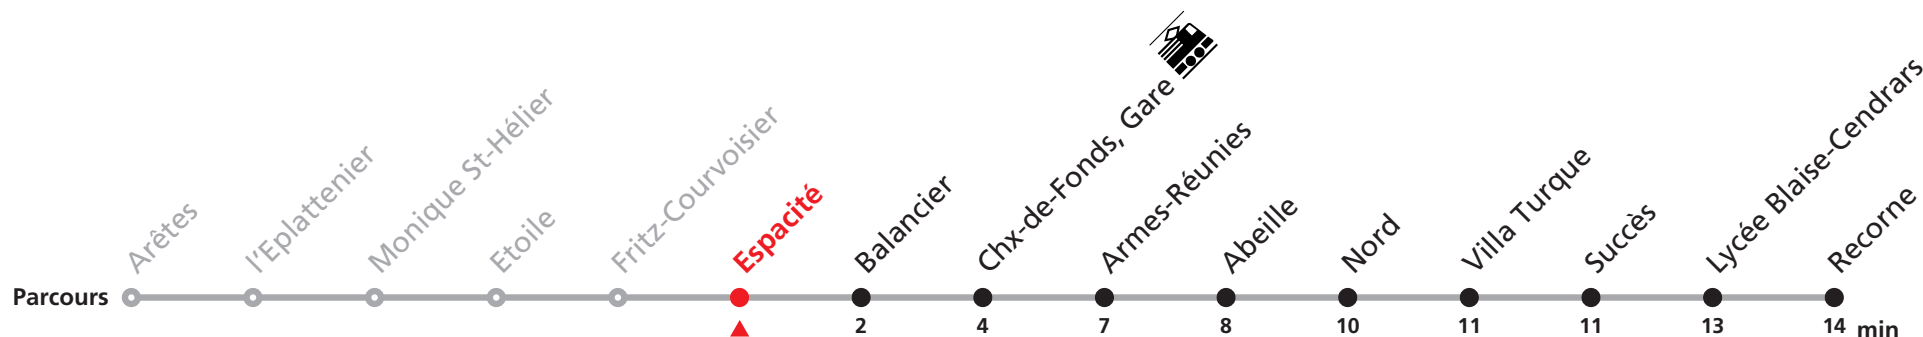 Parcours
Arêtes
l'Eplattenier
Monique St-Hélier
Etoile
Fritz-Courvoisier
Espacité
Balancier
Chx-de-Fonds, Gare
Armes-Réunies
Abeille
Nord
Villa Turque
Succès
Lycée Blaise-Cendrars
Recorne
2 4 7 8 10 11 11 13 14 min